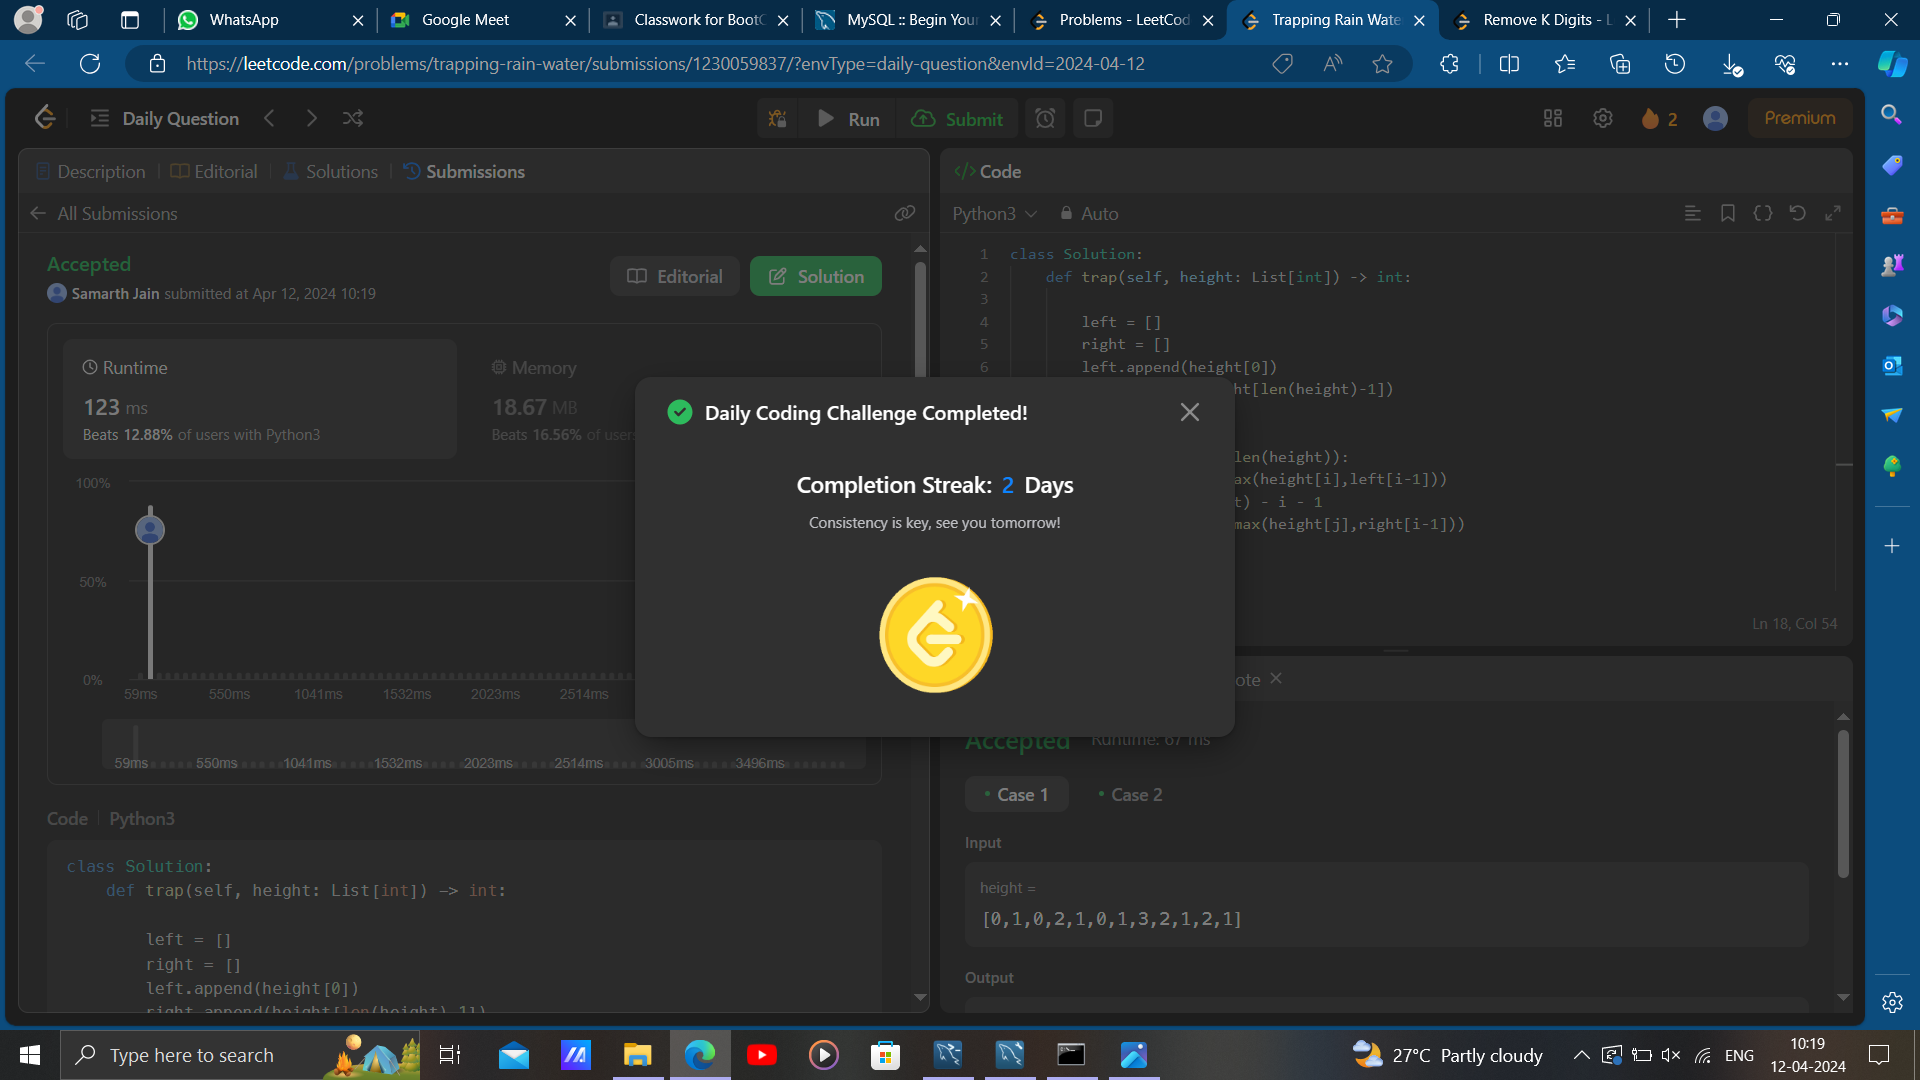 WhatsApp
Google Meet
Classwork for BootC
MySQL :: Begin You
Problems - LeetCod
Trapping Rain Wate
Remove K Digits - L
https://leetcode.com/problems/trapping-rain-water/submissions/1230059837/?envType=daily-question&envId=2024-04-12
Daily Question
Run
Submit
2
Premium
Description
Editorial
Solutions
Submissions
All Submissions
Accepted
Samarth Jain submitted at Apr 12, 2024 10:19
Editorial
Solution
Runtime
123 ms
Beats 12.88% of users with Python3
Memory
18.67 MB
Beats 16.56% of users
100%
50%
0%
59ms 550ms 1041ms 1532ms 2023ms 2514ms
59ms 550ms 1041ms 1532ms 2023ms 2514ms 3005ms 3496ms
Code | Python3
class Solution:
def trap(self, height: List[int]) -> int:
left = []
right = []
left.append(height[0])
right.append(height[len(height)-1])
</> Code
Python3
Auto
1 class Solution:
2 def trap(self, height: List[int]) -> int:
3
4 left = []
5 right = []
6 left.append(height[0])
ht[len(height)-1])
len(height)):
ax(height[i],left[i-1]))
t) - i - 1
max(height[j],right[i-1]))
Ln 18, Col 54
Daily Coding Challenge Completed!
Completion Streak: 2 Days
Consistency is key, see you tomorrow!
ote
Accepted
Runtime: 67 ms
Case 1
Case 2
Input
height =
[0,1,0,2,1,0,1,3,2,1,2,1]
Output
Type here to search
27°C Partly cloudy
ENG
10:19
12-04-2024